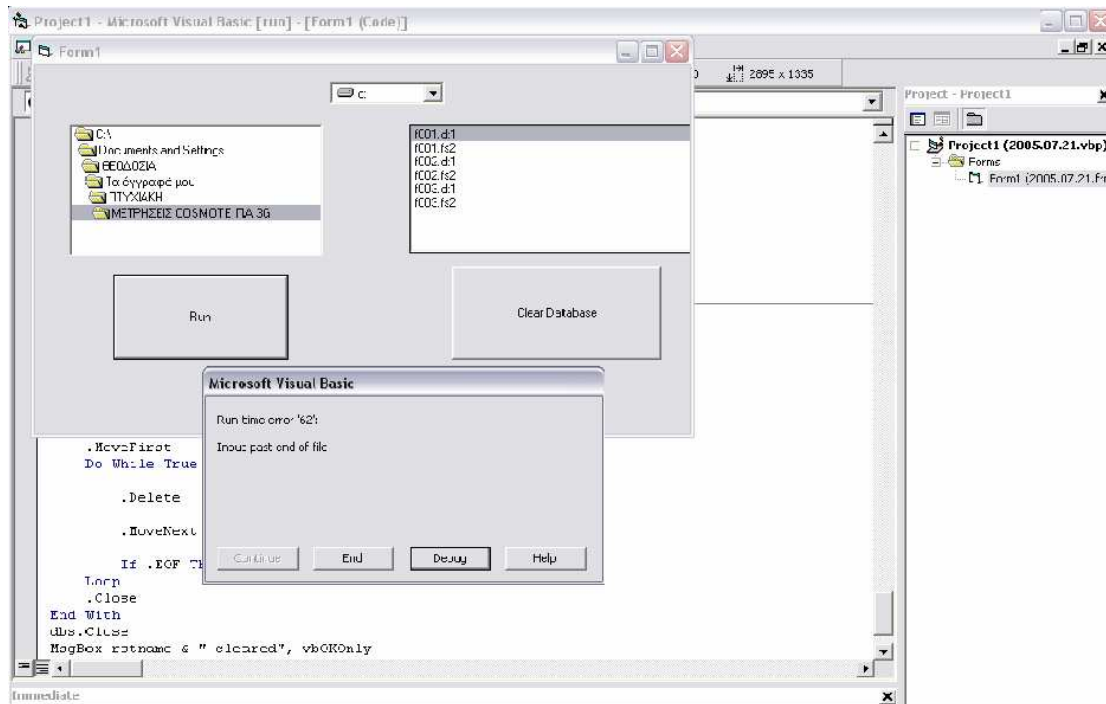 Project1 - Microsoft Visual Basic [run] - [Form1 (Code)]
Form1
2895 x 1335
c:
C:\
Documents and Settings
ΘΕΟΔΟΣΙΑ
Τα έγγραφά μου
ΠΤΥΧΙΑΚΗ
ΜΕΤΡΗΣΕΙΣ COSMOTE ΓΙΑ 3G
fC01.d:1
fC01.fs2
fC02.d:1
fC02.fs2
fC03.d:1
fC03.fs2
Run
Clear Database
Project - Project1
Project1 (2005.07.21.vbp)
Forms
Form1 (2005.07.21.fr
Microsoft Visual Basic
Run time error '62':
Input past end of file
Continue
End
Debug
Help
.MoveFirst
Do While True
.Delete
.MoveNext
If .EOF Th
Loop
.Close
End With
dbs.Close
MsgBox rstname & " cleared", vbOKOnly
Immediate